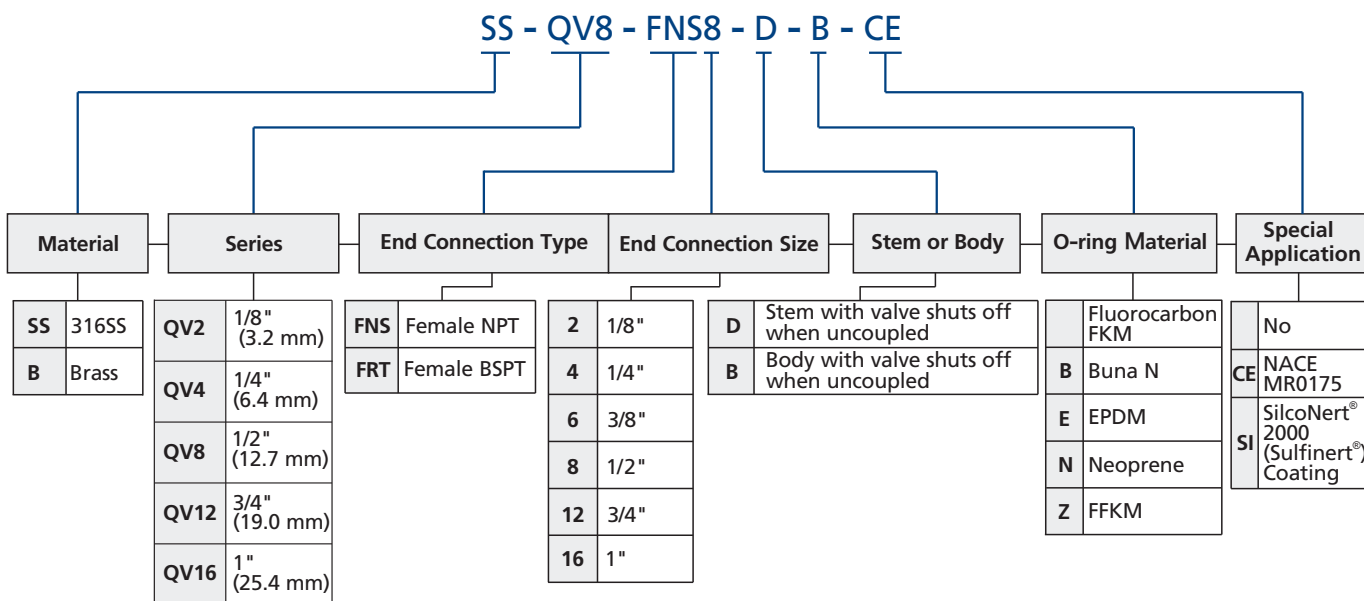 SS - QV8 - FNS8 - D - B - CE
Material
Series
End Connection Type
End Connection Size
Stem or Body
O-ring Material
Special
Application
SS 316SS
B Brass
QV2 1/8"
(3.2 mm)
QV4 1/4"
(6.4 mm)
QV8 1/2"
(12.7 mm)
QV12 3/4"
(19.0 mm)
QV16 1"
(25.4 mm)
FNS Female NPT
FRT Female BSPT
2 1/8"
4 1/4"
6 3/8"
8 1/2"
12 3/4"
16 1"
D Stem with valve shuts off
when uncoupled
B Body with valve shuts off
when uncoupled
Fluorocarbon
FKM
B Buna N
E EPDM
N Neoprene
Z FFKM
No
CE NACE
MR0175
SI SilcoNert®
2000
(Sulfinert®)
Coating